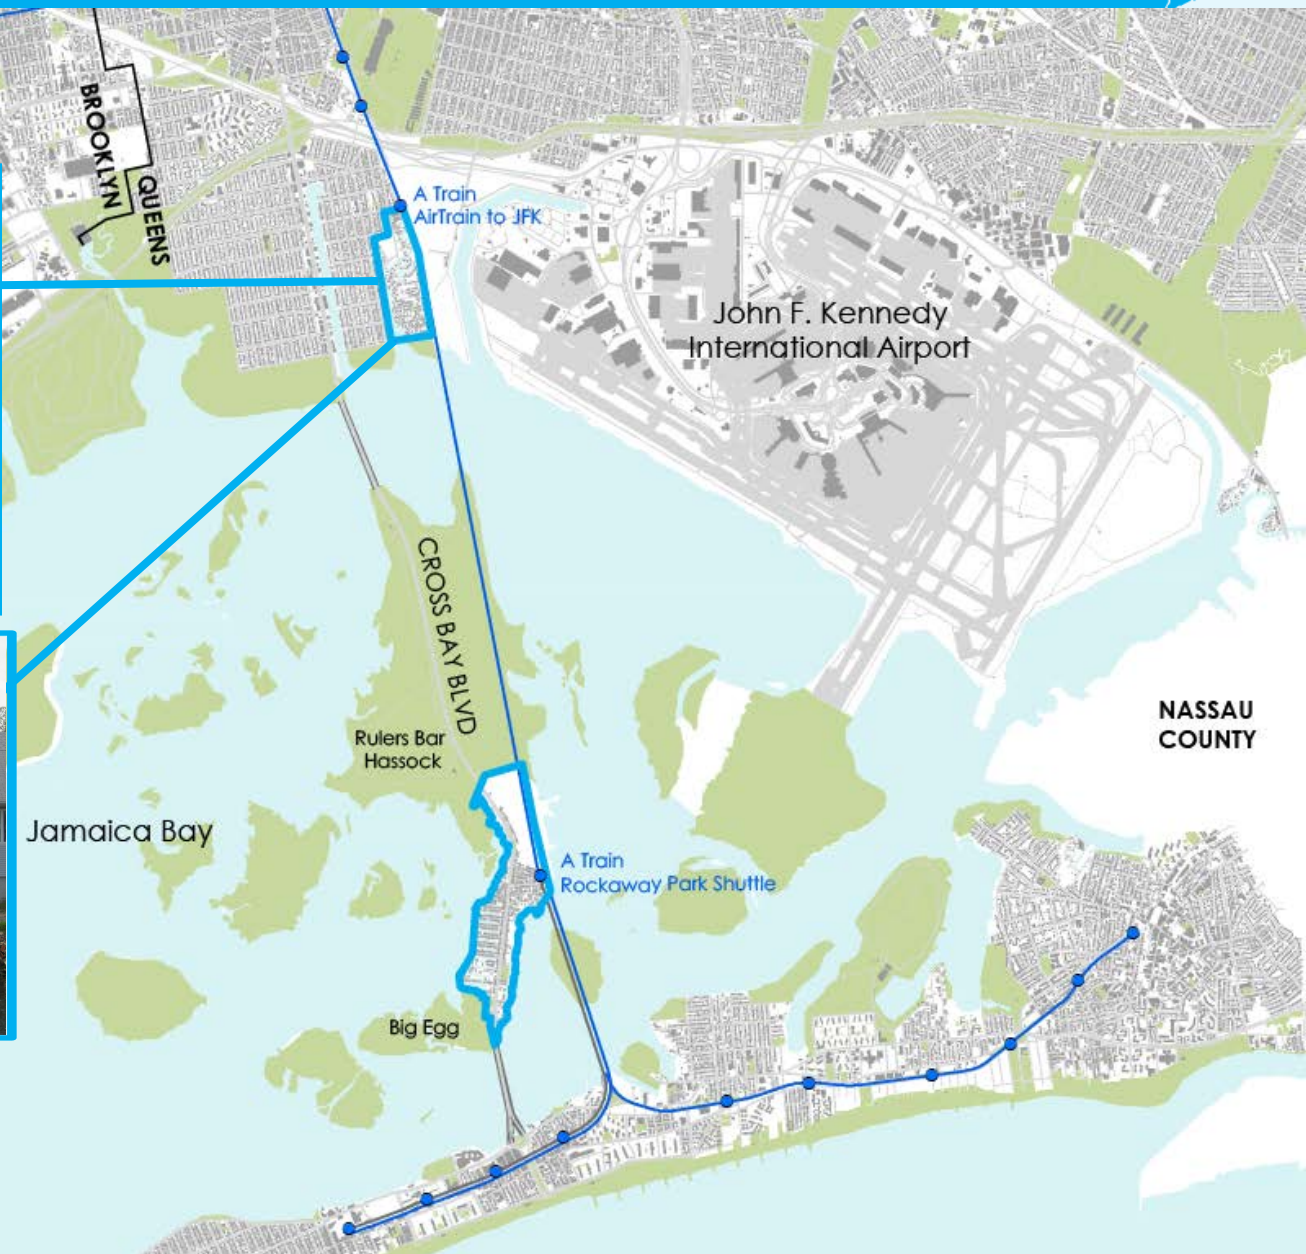 BROOKLYN
QUEENS
A Train
AirTrain to JFK
John F. Kennedy
International Airport
CROSS BAY BLVD
NASSAU
COUNTY
Rulers Bar
Hassock
Jamaica Bay
A Train
Rockaway Park Shuttle
Big Egg